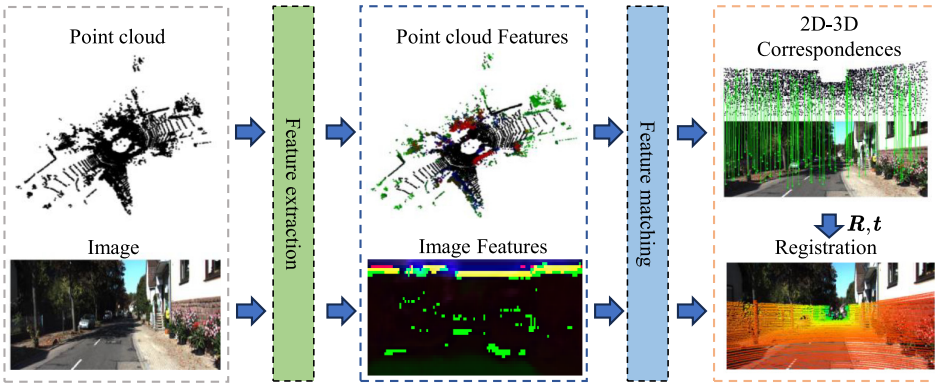 Point cloud
Image
Feature extraction
Point cloud Features
Image Features
Feature matching
2D-3D
Correspondences
R,t
Registration